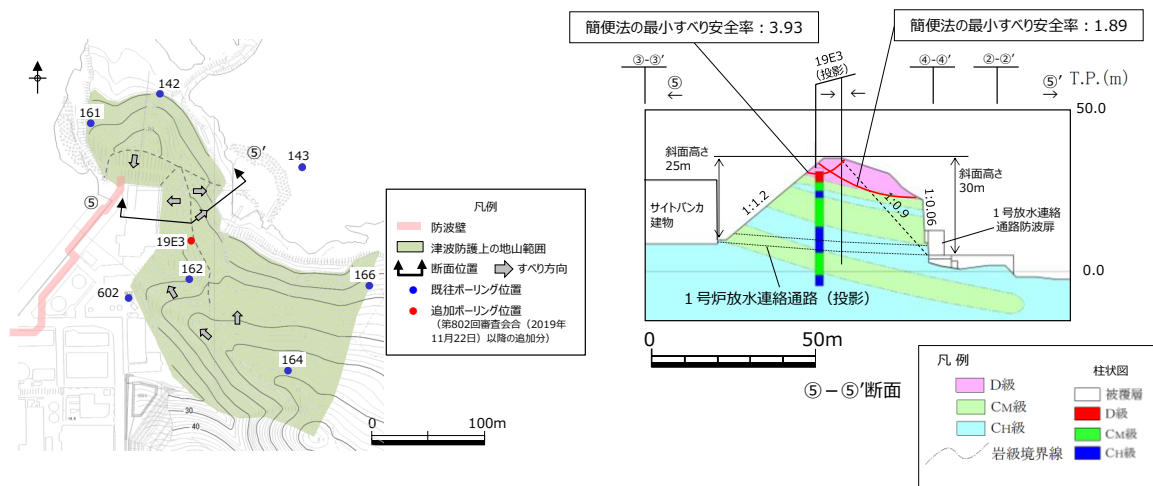 142
161
⑤'
143
⑤
19E3
162
166
602
164
30
40
0
100m
凡例
防波壁
津波防護上の地山範囲
断面位置
すべり方向
既往ボーリング位置
追加ボーリング位置
（第802回審査会合（2019年
11月22日）以降の追加分）
簡便法の最小すべり安全率：3.93
簡便法の最小すべり安全率：1.89
19E3
（投影）
③-③’
④-④’
②-②’
⑤
⑤’
T.P.(m)
50.0
斜面高さ
25m
斜面高さ
30m
1:1.2
1:0.9
1:0.06
サイトバンカ
建物
１号放水連絡
通路防波扉
0.0
１号炉放水連絡通路（投影）
0
50m
⑤－⑤’断面
凡 例
D級
CM級
CH級
岩級境界線
柱状図
被覆層
D級
CM級
CH級